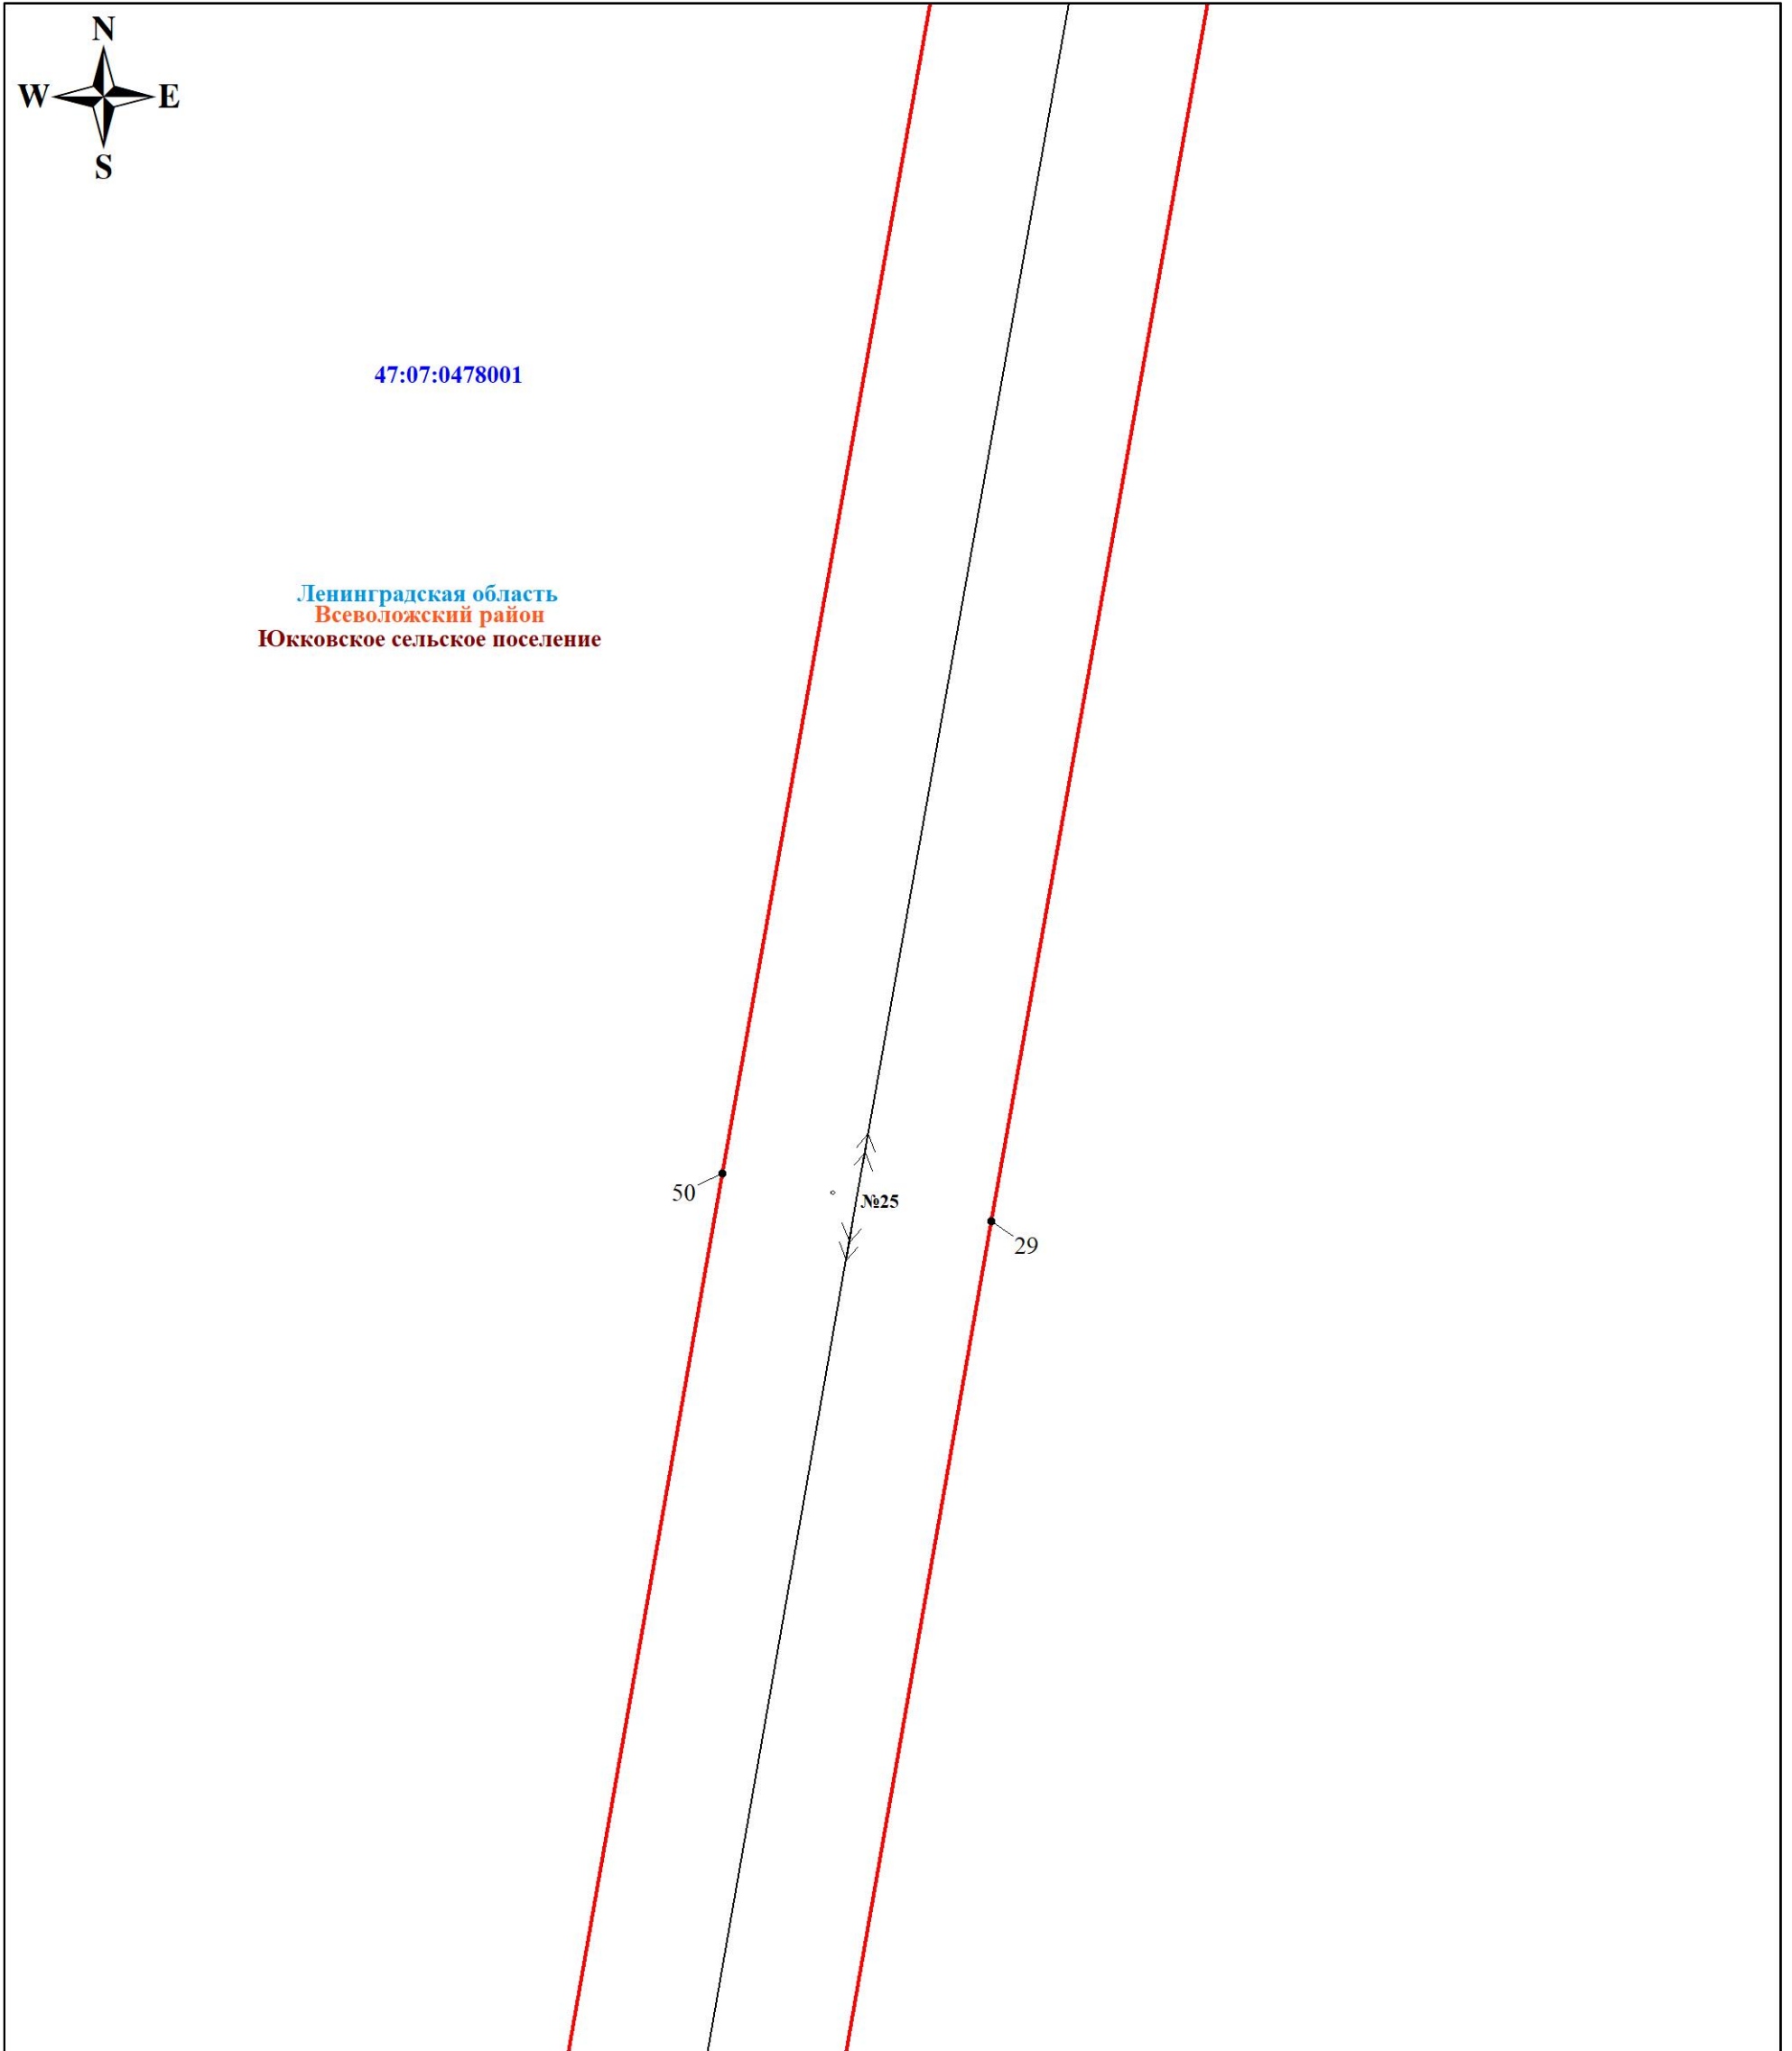 N
W E
S
47:07:0478001
Ленинградская область
Всеволожский район
Юкковское сельское поселение
50
№25
29